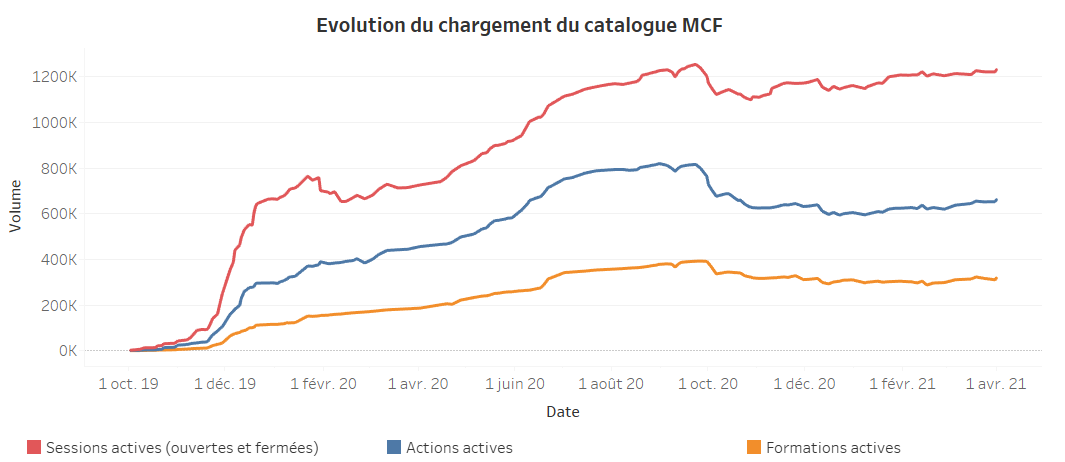 Evolution du chargement du catalogue MCF
1200K
1000K
800K
600K
400K
200K
0K
Volume
1 oct. 19 1 déc. 19 1 févr. 20 1 avr. 20 1 juin 20 1 août 20 1 oct. 20 1 déc. 20 1 févr. 21 1 avr. 21
Date
Sessions actives (ouvertes et fermées) Actions actives Formations actives